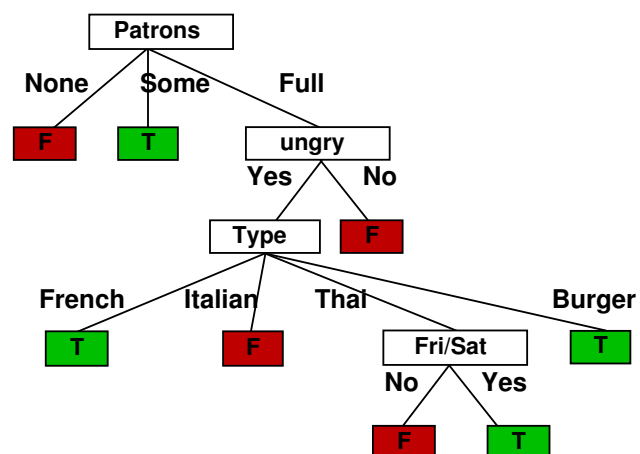 Patrons
None Some Full
F T ungry
Yes No
Type F
French Italian Thai Burger
T F Fri/Sat T
No Yes
F T